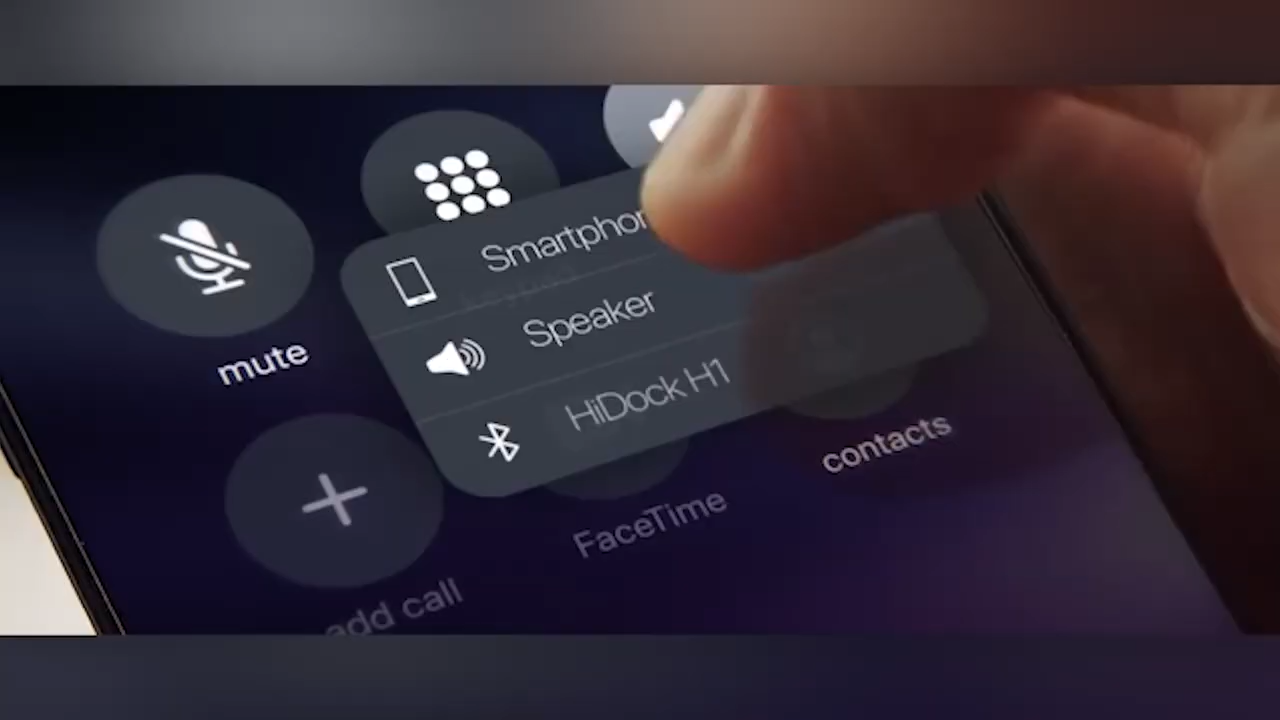 mute
Smartphon
Speaker
HiDock H1
contacts
FaceTime
add call